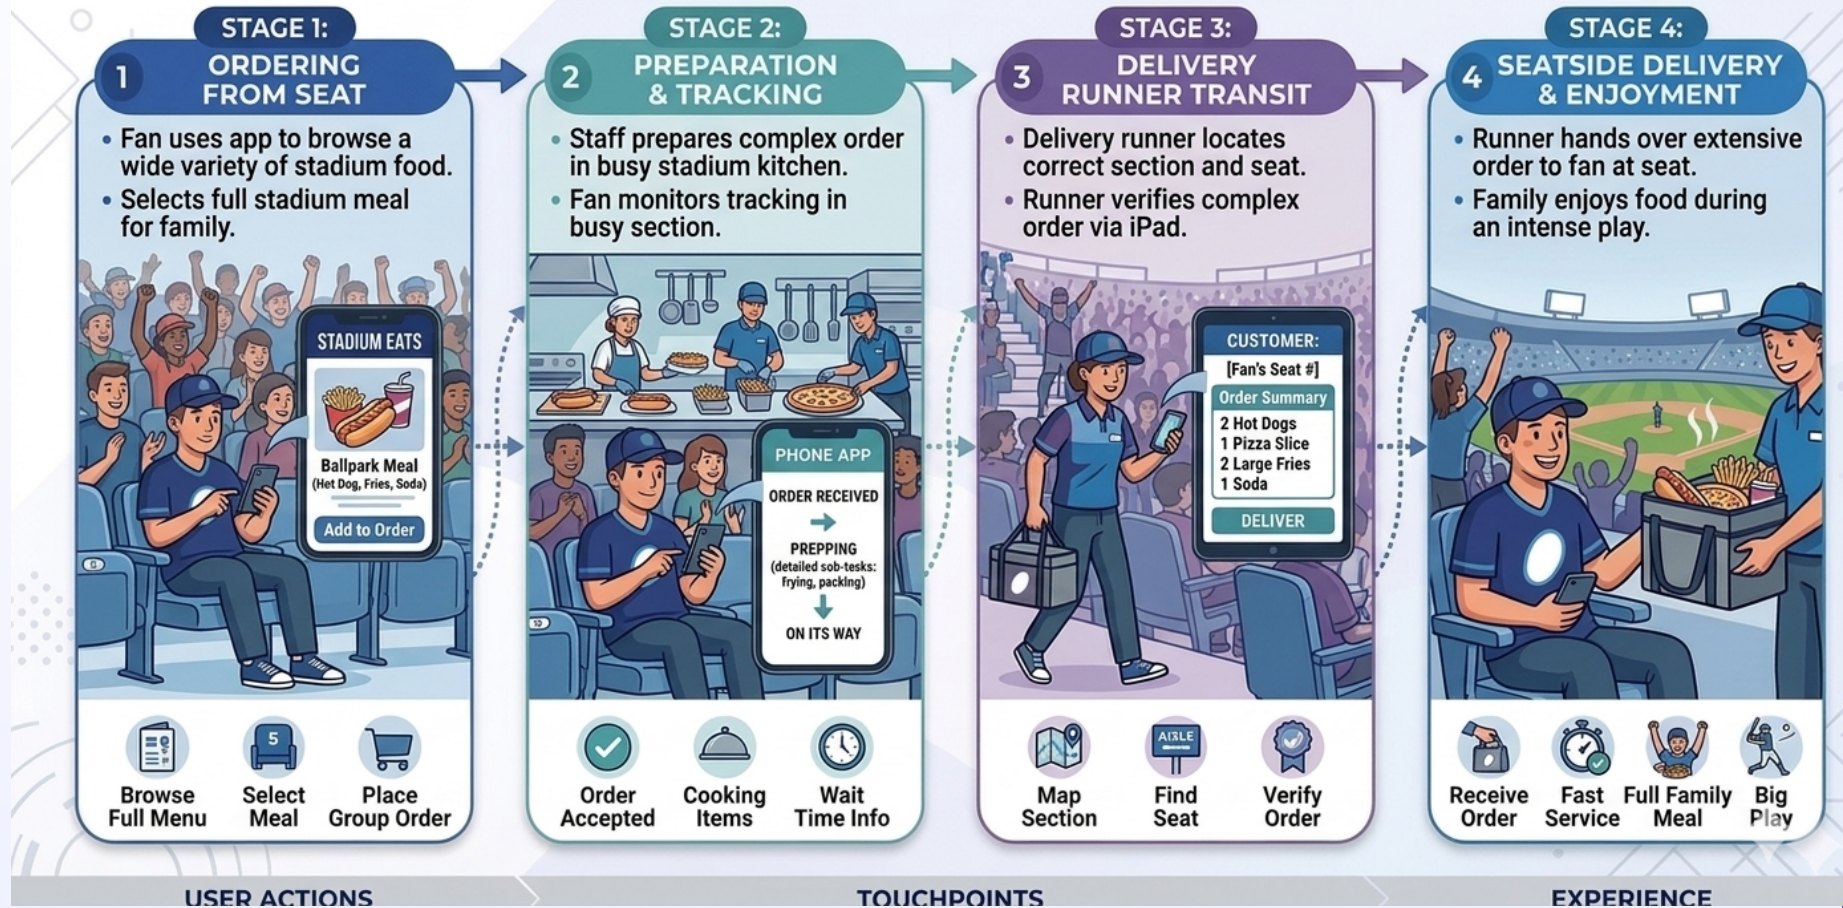 STAGE 1:
1
ORDERING
FROM SEAT
• Fan uses app to browse a
wide variety of stadium food.
• Selects full stadium meal
for family.
STADIUM EATS
Ballpark Meal
(Het Dog, Fries, Suda)
Add to Order
5
Browse
Full Menu
Select
Meal
Place
Group Order
STAGE 2:
2
PREPARATION
& TRACKING
• Staff prepares complex order
in busy stadium kitchen.
• Fan monitors tracking in
busy section.
PHONE APP
ORDER RECEIVED
PREPPING
(detailed sob-tesks:
frying, packing)
ON ITS WAY
Order
Accepted
Cooking
Items
Wait
Time Info
STAGE 3:
3
DELIVERY
RUNNER TRANSIT
• Delivery runner locates
correct section and seat.
• Runner verifies complex
order via iPad.
CUSTOMER:
[Fan's Seat #]
Order Summary
2 Hot Dogs
1 Pizza Slice
2 Large Fries
1 Soda
DELIVER
Map
Section
Find
Seat
Verify
Order
STAGE 4:
4
SEATSIDE DELIVERY
& ENJOYMENT
• Runner hands over extensive
order to fan at seat.
• Family enjoys food during
an intense play.
Receive
Order
Fast
Service
Full Family
Meal
Big
Play
USER ACTIONS
TOUCHPOINTS
EXPERIENCE